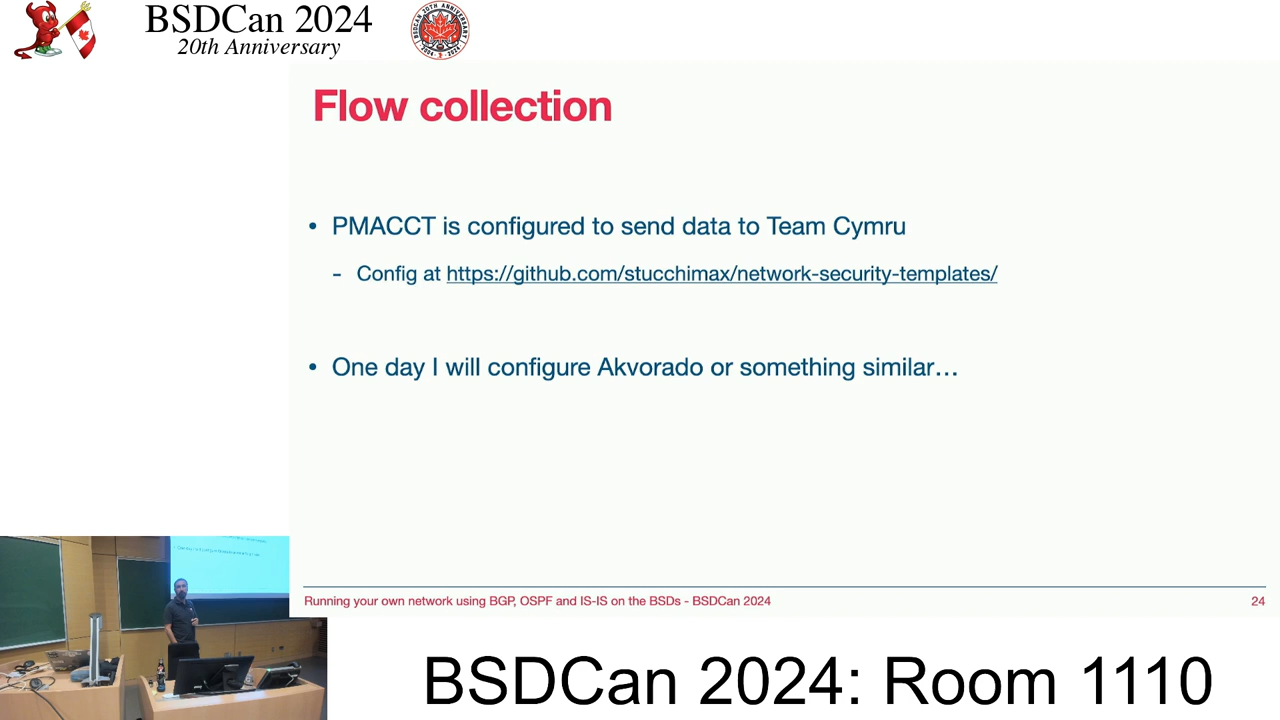 BSDCan 2024
20th Anniversary
Flow collection
• PMACCT is configured to send data to Team Cymru
- Config at https://github.com/stucchimax/network-security-templates/
• One day I will configure Akvorado or something similar…
Running your own network using BGP, OSPF and IS-IS on the BSDs - BSDCan 2024
24
BSDCan 2024: Room 1110